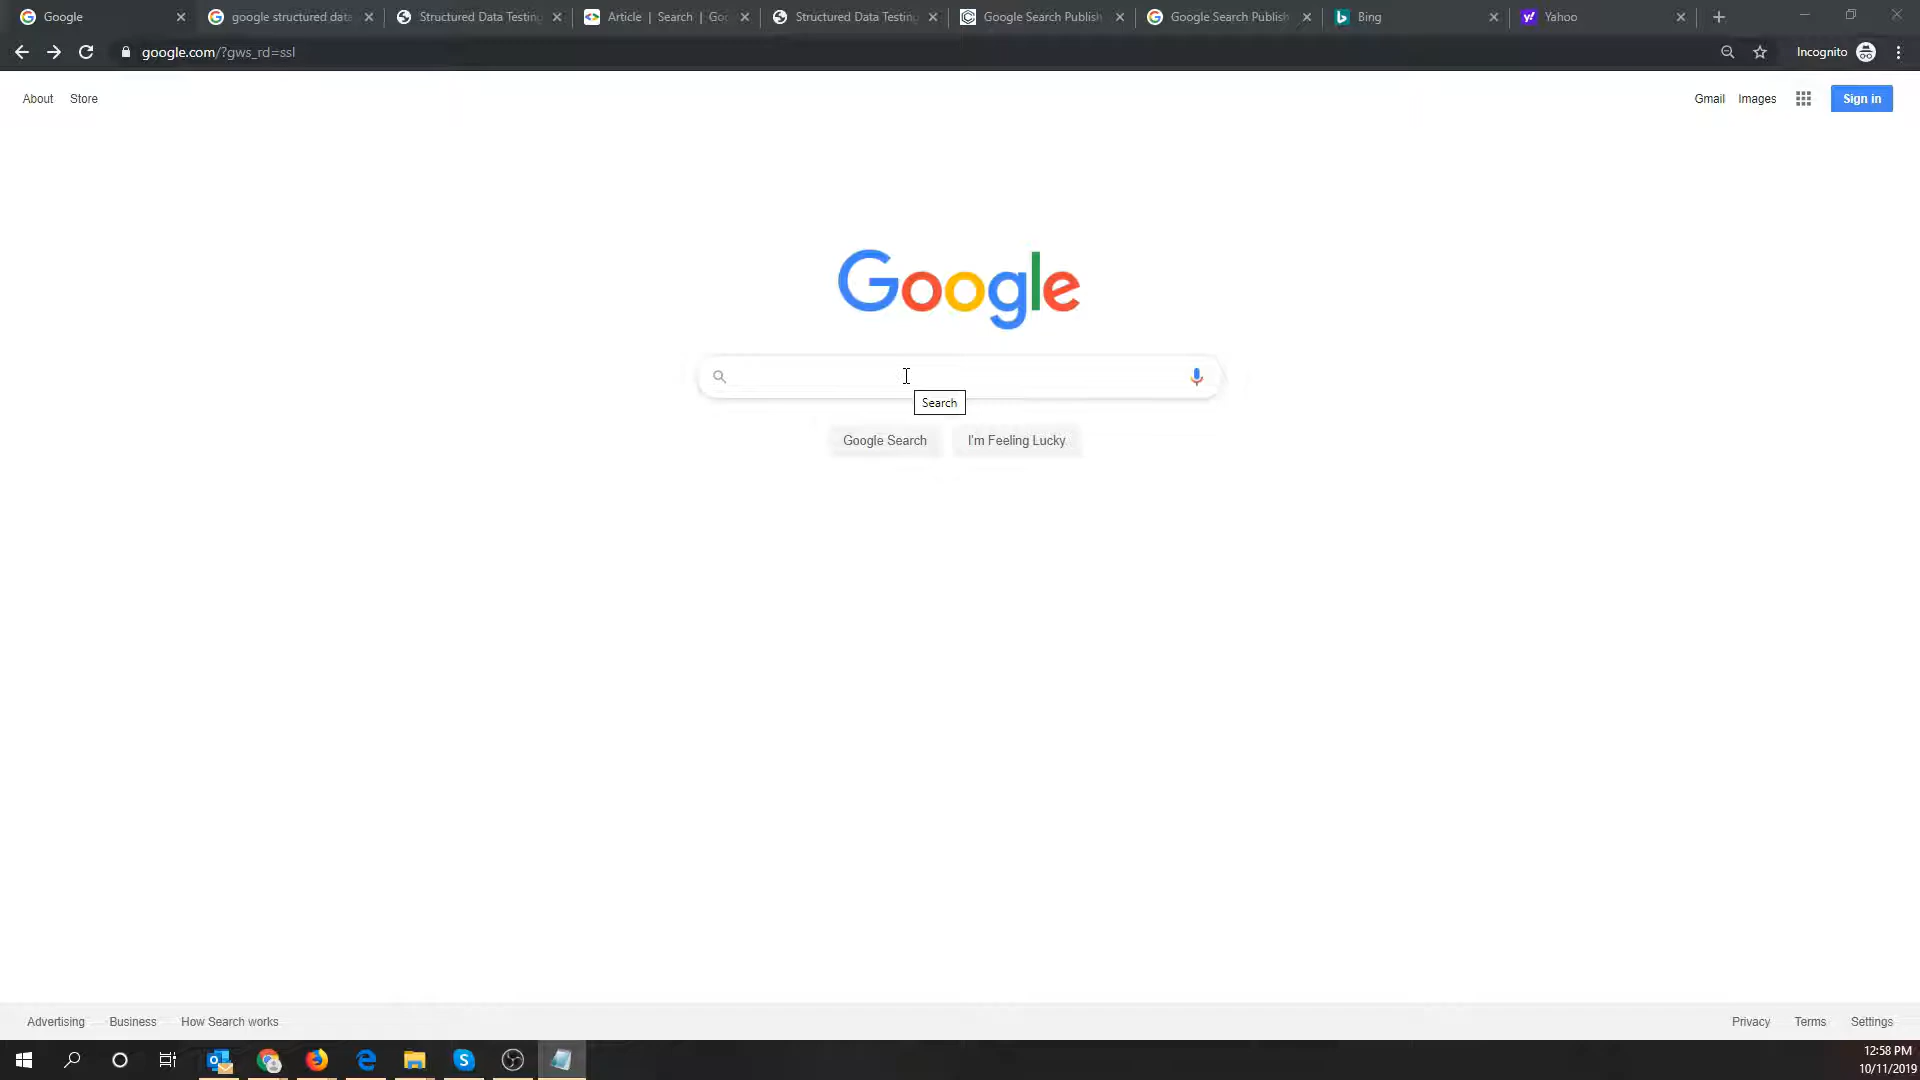 Google
google structured data
Structured Data Testing
Article | Search | Goo
Structured Data Testing
Google Search Publish
Google Search Publish
Bing
Yahoo
google.com/?gws_rd=ssl
Incognito
About Store
Gmail Images Sign in
Google
Search
Google Search I'm Feeling Lucky
Advertising Business How Search works
Privacy Terms Settings
12:58 PM
10/11/2019